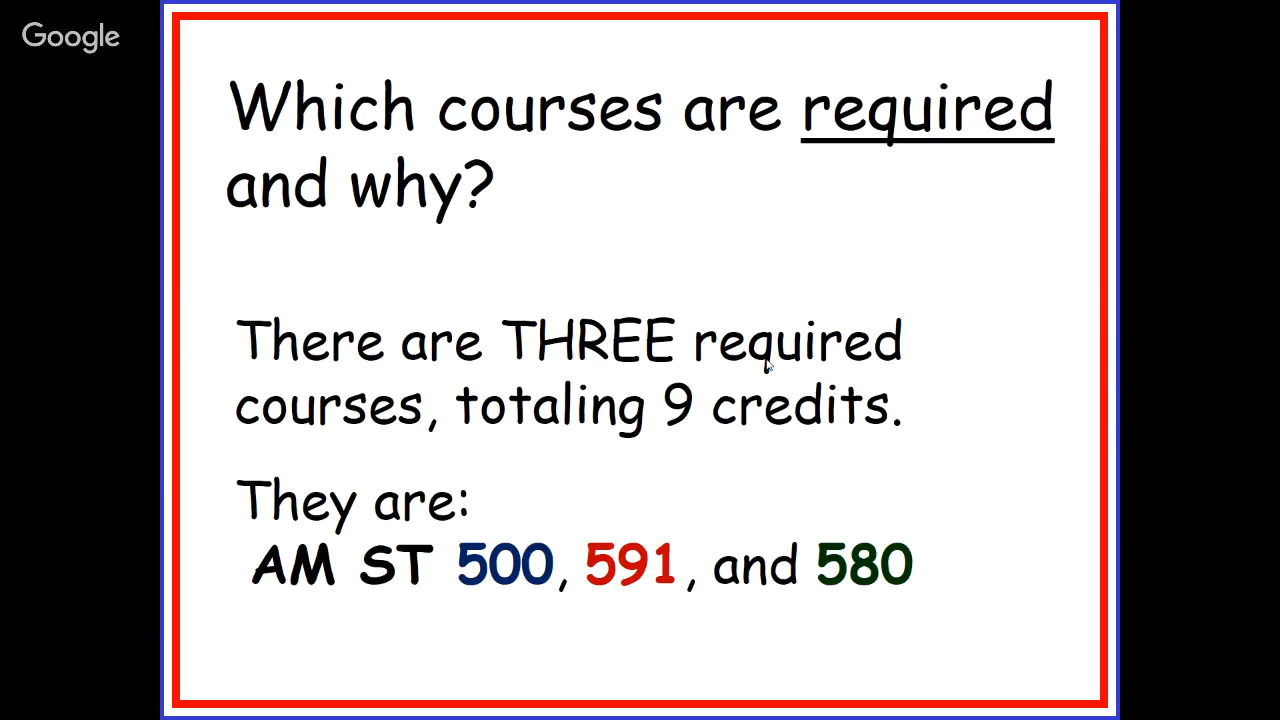 Google
Which courses are required
and why?
There are THREE required
courses, totaling 9 credits.
They are:
AM ST 500, 591, and 580